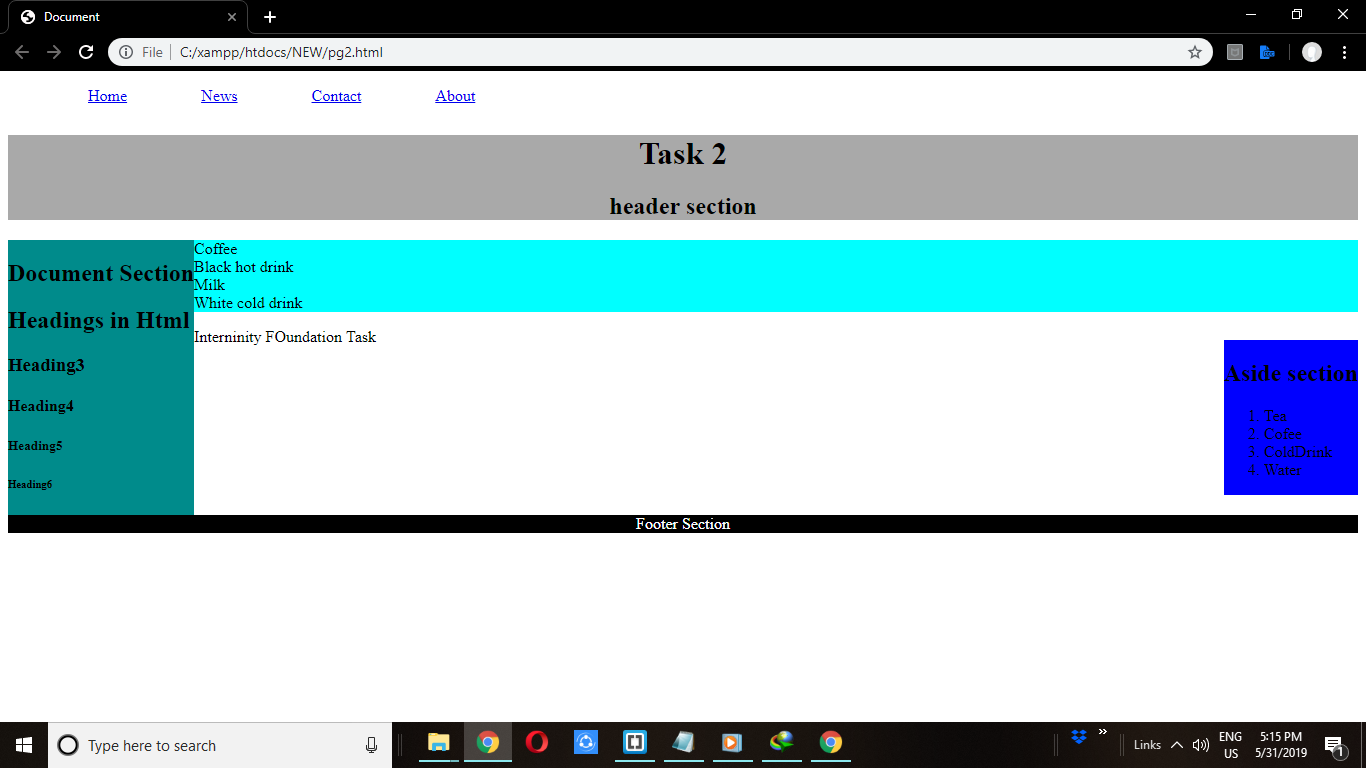 Document
File
C:/xampp/htdocs/NEW/pg2.html
Home News Contact About
Task 2
header section
Document Section
Headings in Html
Heading3
Heading4
Heading5
Heading6
Coffee
Black hot drink
Milk
White cold drink
Interninity FOundation Task
Aside section
1. Tea
2. Cofee
3. ColdDrink
4. Water
Footer Section
Type here to search
Links
ENG
US
5:15 PM
5/31/2019
1